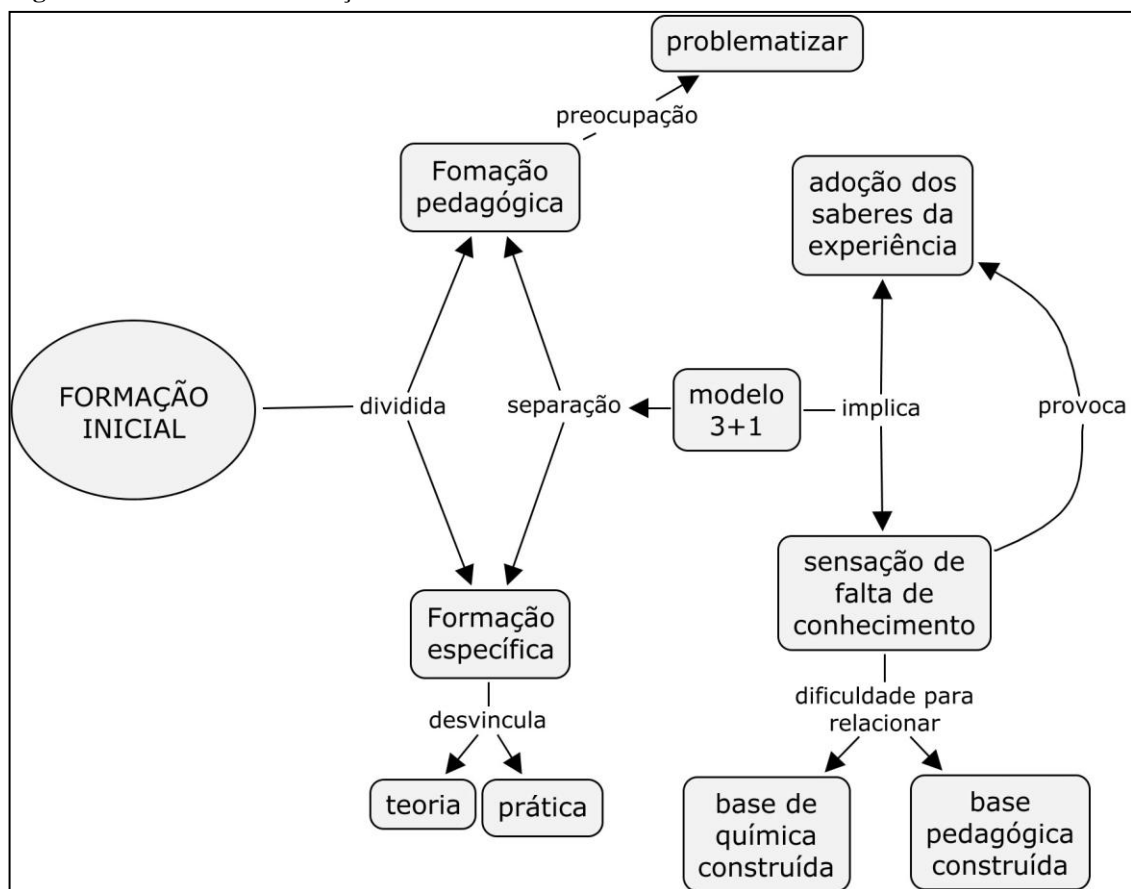 problematizar
preocupação
Fomação
pedagógica
adoção dos
saberes da
experiência
FORMAÇÃO
INICIAL
dividida
separação
modelo
3+1
implica
provoca
Formação
específica
sensação de
falta de
conhecimento
desvincula
dificuldade para
relacionar
teoria
prática
base de
química
construída
base
pedagógica
construída